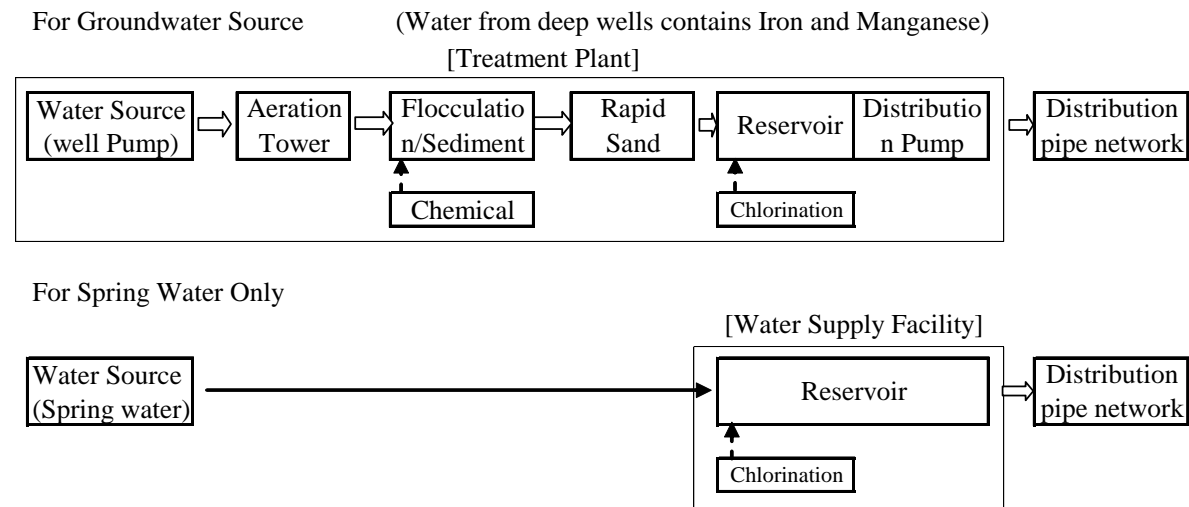 For Groundwater Source (Water from deep wells contains Iron and Manganese)
[Treatment Plant]
Water Source
(well Pump)
Aeration
Tower
Flocculatio
n/Sediment
Rapid
Sand
Reservoir
Distributio
n Pump
Distribution
pipe network
Chemical
Chlorination
For Spring Water Only
[Water Supply Facility]
Water Source
(Spring water)
Reservoir
Distribution
pipe network
Chlorination